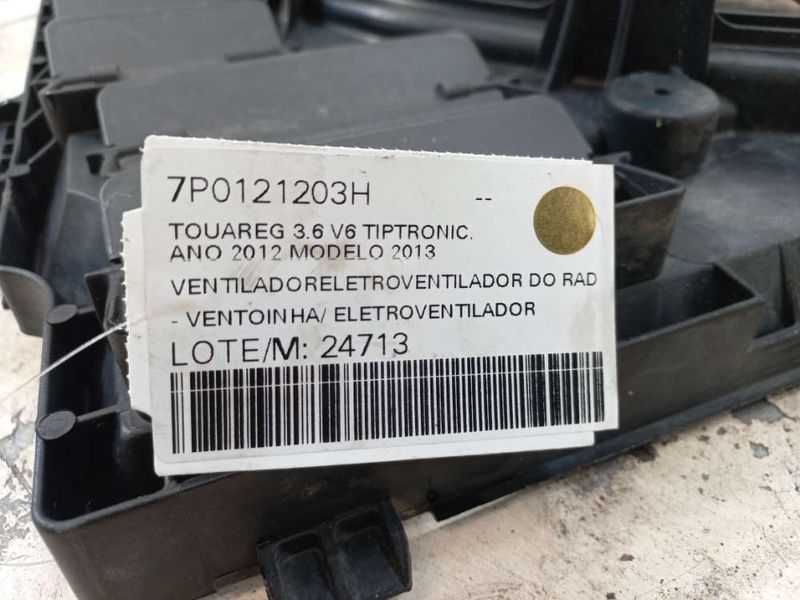 7P0121203H --
TOUAREG 3.6 V6 TIPTRONIC.
ANO 2012 MODELO 2013
VENTILADORELETROVENTILADOR DO RAD
- VENTOINHA/ ELETROVENTILADOR
LOTE/M: 24713